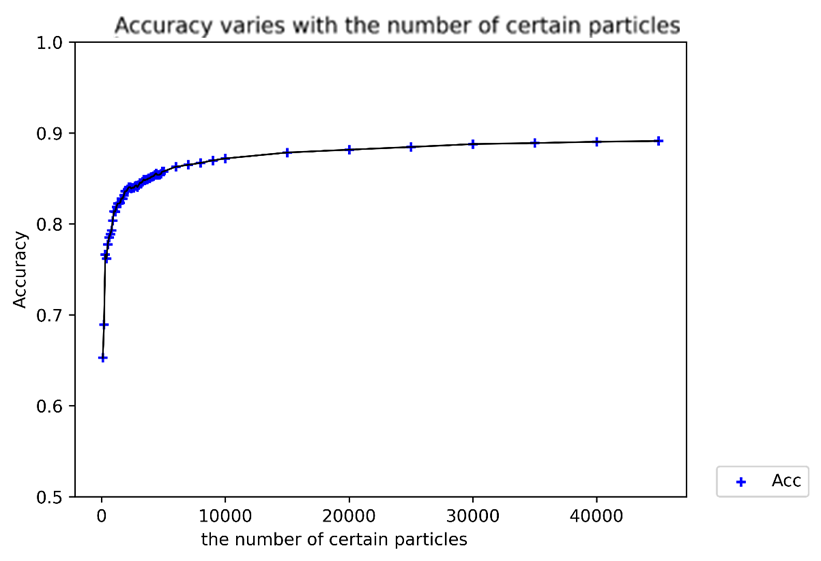 Accuracy varies with the number of certain particles
1.0
0.9
0.8
0.7
0.6
0.5
Accuracy
0 10000 20000 30000 40000
the number of certain particles
Acc